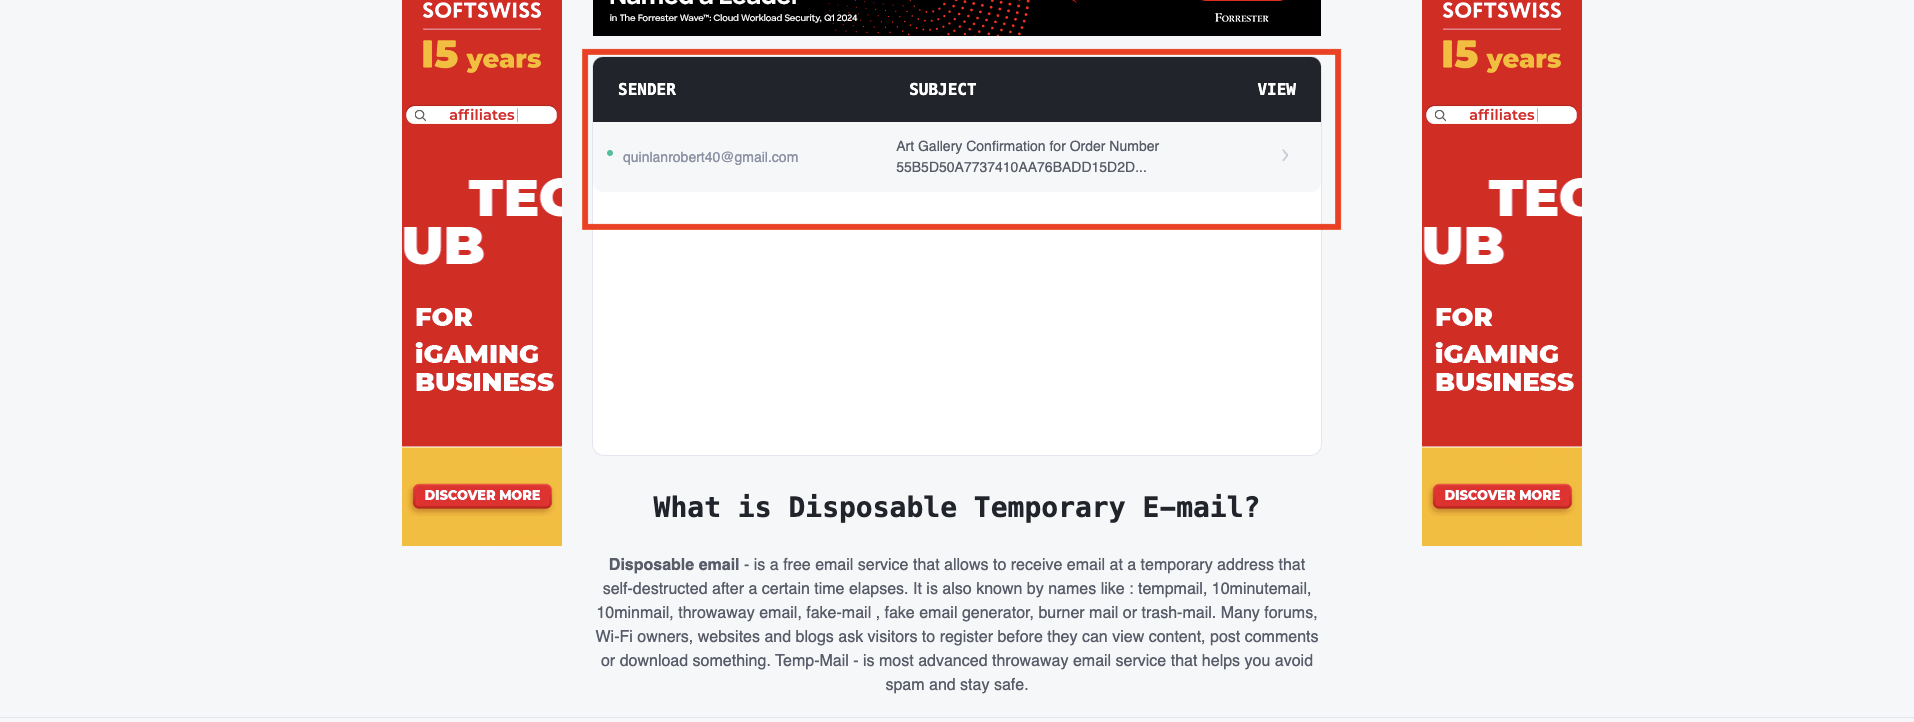 SOFTSWISS
15 years
affiliates
TEC
UB
FOR
iGAMING
BUSINESS
DISCOVER MORE
Named a Leader
in The Forrester Wave™: Cloud Workload Security, Q1 2024
FORRESTER
SENDER SUBJECT VIEW
quinlanrobert40@gmail.com
Art Gallery Confirmation for Order Number
55B5D50A7737410AA76BADD15D2D...
What is Disposable Temporary E-mail?
Disposable email - is a free email service that allows to receive email at a temporary address that
self-destructed after a certain time elapses. It is also known by names like : tempmail, 10minutemail,
10minmail, throwaway email, fake-mail , fake email generator, burner mail or trash-mail. Many forums,
Wi-Fi owners, websites and blogs ask visitors to register before they can view content, post comments
or download something. Temp-Mail - is most advanced throwaway email service that helps you avoid
spam and stay safe.
SOFTSWISS
15 years
affiliates
TEC
UB
FOR
iGAMING
BUSINESS
DISCOVER MORE